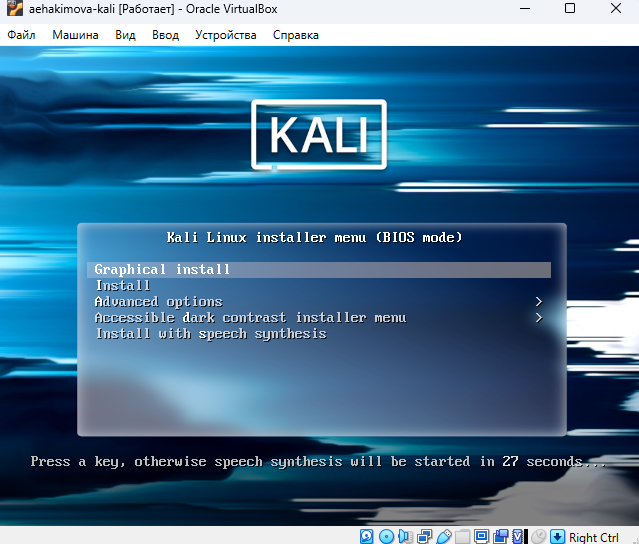 aehakimova-kali [Работает] - Oracle VirtualBox
Файл Машина Вид Ввод Устройства Справка
KALI
Kali Linux installer menu (BIOS mode)
Graphical install
Install
Advanced options >
Accessible dark contrast installer menu >
Install with speech synthesis
Press a key, otherwise speech synthesis will be started in 27 seconds...
Right Ctrl